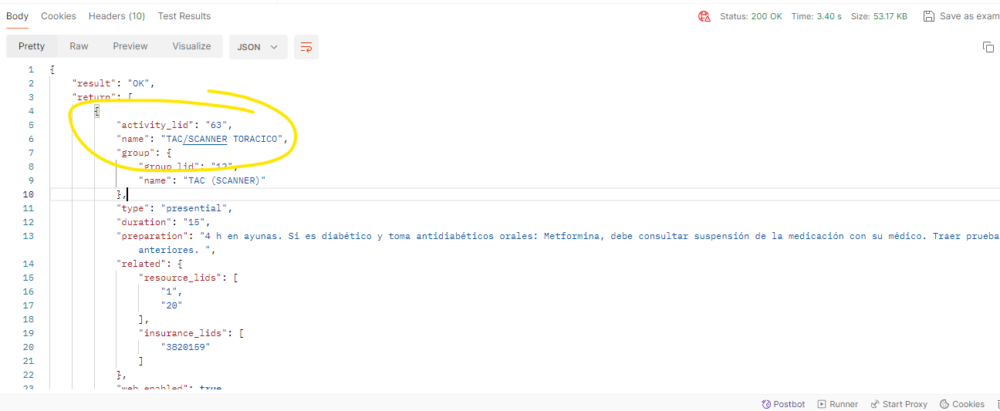 Body Cookies Headers (10) Test Results Status: 200 OK Time: 3.40 s Size: 53.17 KB Save as exam
Pretty Raw Preview Visualize JSON
1 {
2 "result": "OK",
3 "return": [
4 {
5 "activity_lid": "63",
6 "name": "TAC/SCANNER TORACICO",
7 "group": {
8 "group_lid": "12",
9 "name": "TAC (SCANNER)"
10 },
11 "type": "presential",
12 "duration": "15",
13 "preparation": "4 h en ayunas. Si es diabético y toma antidiabéticos orales: Metformina, debe consultar suspensión de la medicación con su médico. Traer prueba
anteriores. ",
14 "related": {
15 "resource_lids": [
16 "1",
17 "20"
18 ],
19 "insurance_lids": [
20 "3820159"
21 ]
22 },
23 "web_enabled": true
Postbot Runner Start Proxy Cookies